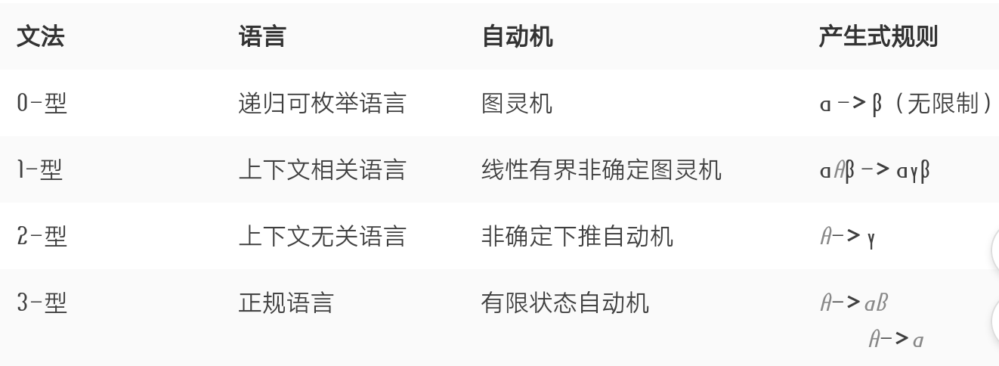 文法 语言 自动机 产生式规则
0-型 递归可枚举语言 图灵机 α -> β（无限制）
1-型 上下文相关语言 线性有界非确定图灵机 αAβ -> αγβ
2-型 上下文无关语言 非确定下推自动机 A-> γ
3-型 正规语言 有限状态自动机 A->aB
A->a